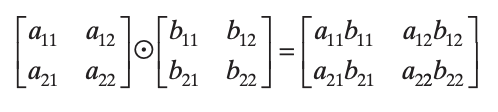 [a₁₁ a₁₂] ⊙ [b₁₁ b₁₂] = [a₁₁b₁₁ a₁₂b₁₂]
[a₂₁ a₂₂] [b₂₁ b₂₂] [a₂₁b₂₁ a₂₂b₂₂]